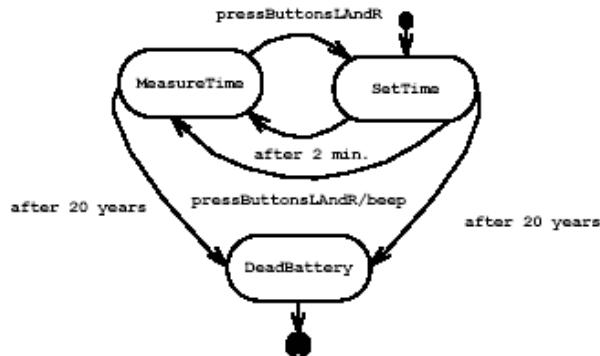 pressButtonsLAndR
MeasureTime
SetTime
after 2 min.
pressButtonsLAndR/beep
after 20 years
after 20 years
DeadBattery